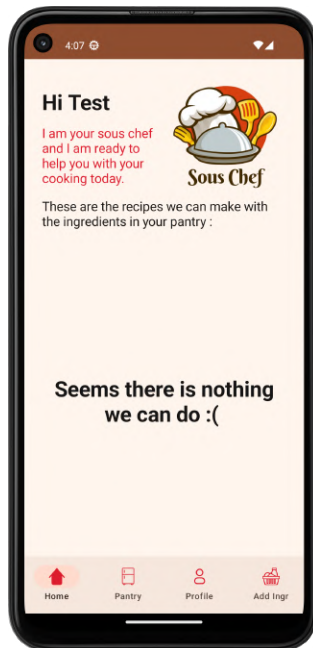 4:07
Hi Test
I am your sous chef
and I am ready to
help you with your
cooking today.
Sous Chef
These are the recipes we can make with
the ingredients in your pantry :
Seems there is nothing
we can do :(
Home Pantry Profile Add Ingr